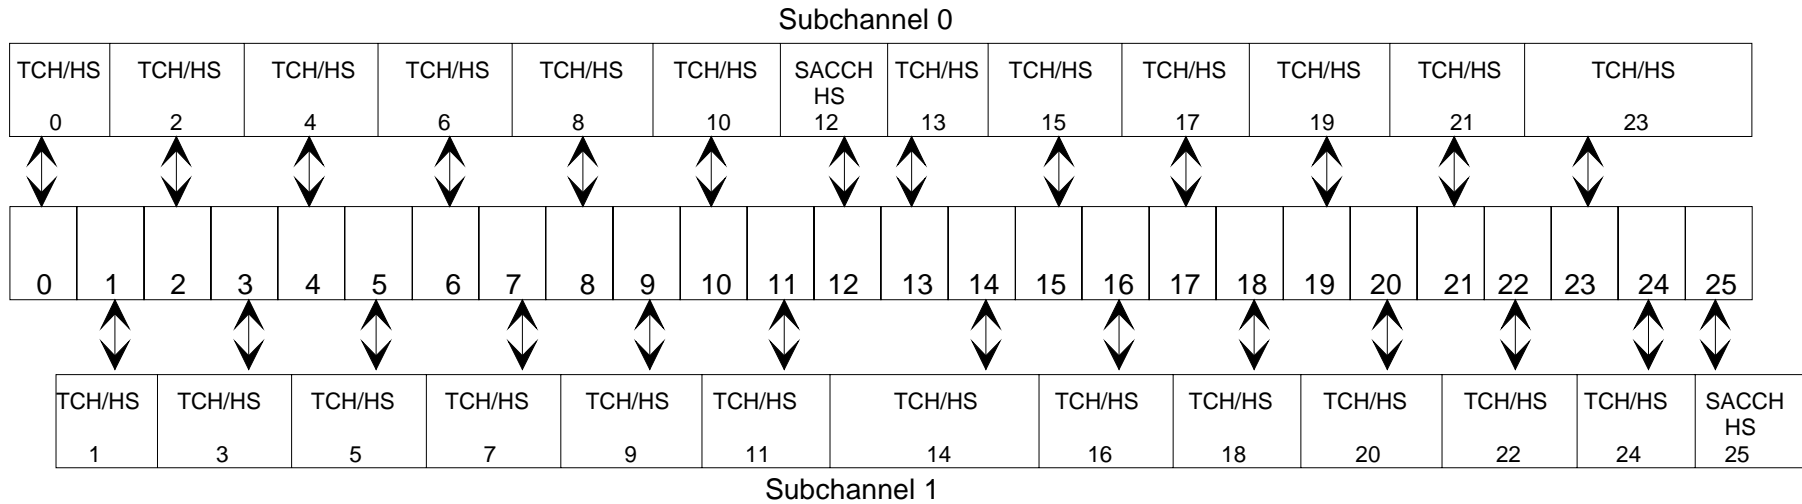 Subchannel 0
TCH/HS TCH/HS TCH/HS TCH/HS TCH/HS TCH/HS SACCH TCH/HS TCH/HS TCH/HS TCH/HS TCH/HS TCH/HS
HS
0 2 4 6 8 10 12 13 15 17 19 21 23
0 1 2 3 4 5 6 7 8 9 10 11 12 13 14 15 16 17 18 19 20 21 22 23 24 25
TCH/HS TCH/HS TCH/HS TCH/HS TCH/HS TCH/HS TCH/HS TCH/HS TCH/HS TCH/HS TCH/HS TCH/HS SACCH
HS
1 3 5 7 9 11 14 16 18 20 22 24 25
Subchannel 1